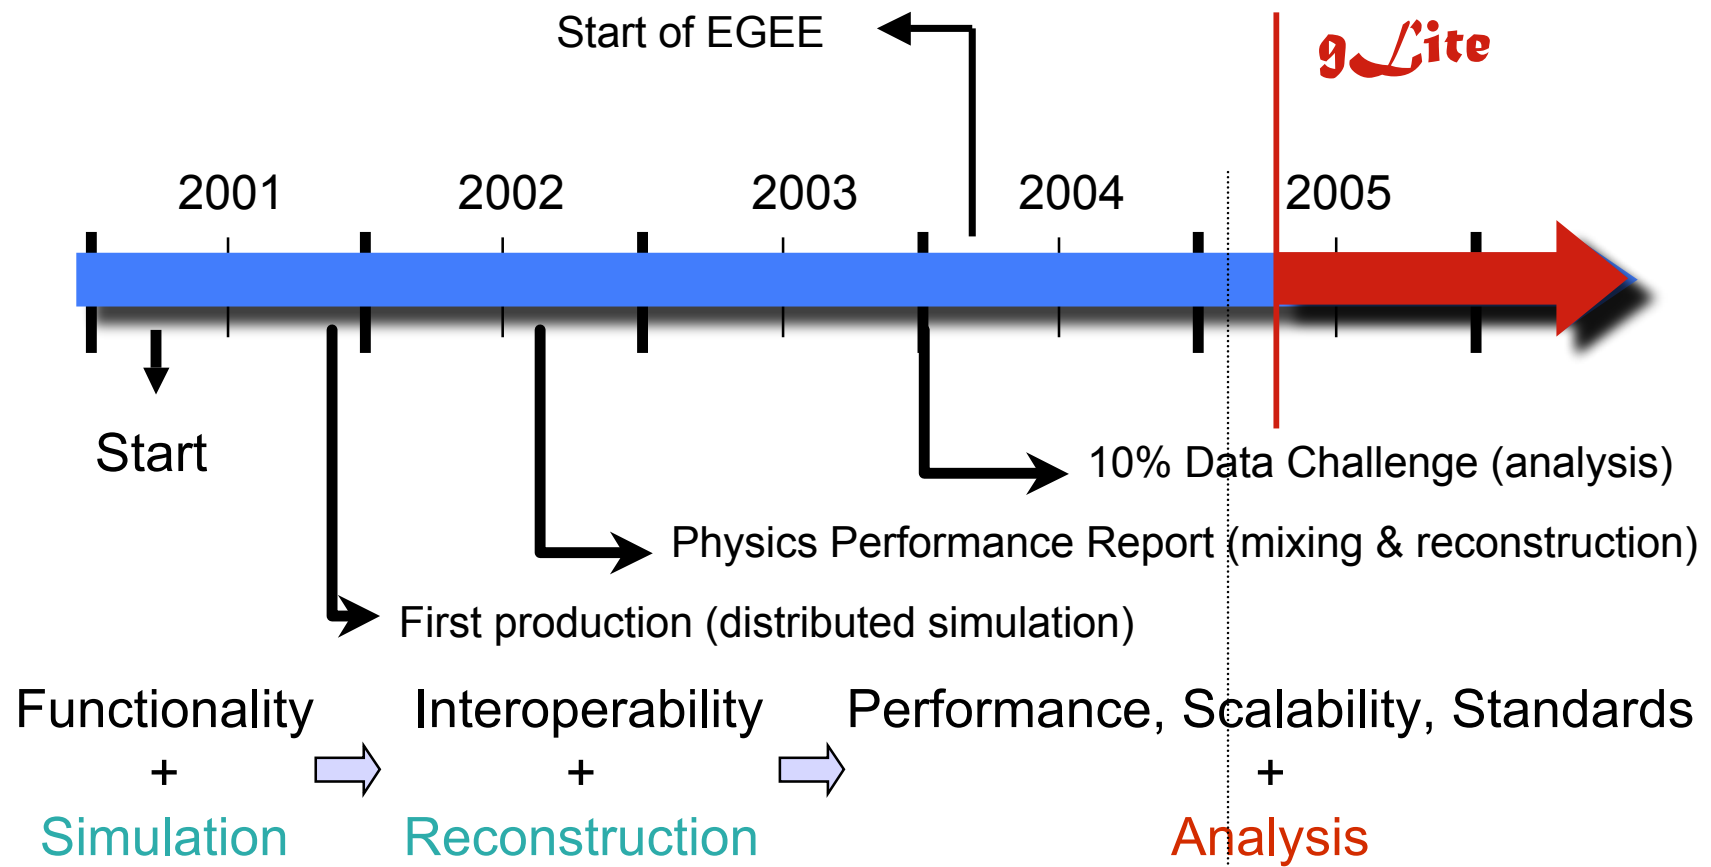 Start of EGEE
gLite
2001 2002 2003 2004 2005
Start
10% Data Challenge (analysis)
Physics Performance Report (mixing & reconstruction)
First production (distributed simulation)
Functionality Interoperability Performance, Scalability, Standards
+ + +
Simulation Reconstruction Analysis